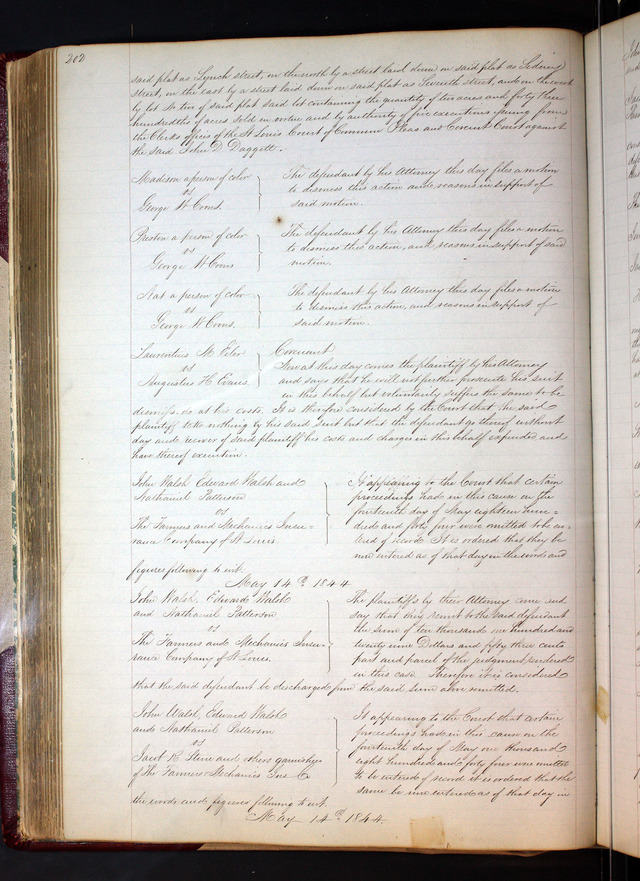 202
said plat as Lynch street, on the north by a street laid down on said plat as Sidney
street, on the east by a street laid down on said plat as Seventh street, and on the west
by lot No ten of said plat said lot containing the quantity of ten acres and forty three
hundredths of acres sold in virtue and by authority of five executions issuing from
the Clerks offices of the St Louis Court of Common Pleas and Circuit Court against
the said John D Daggett.
Madison a person of color
vs
George W Coons.
The defendant by his Attorney this day files a motion
to dismiss this action and reasons in support of
said motion.
Preston a person of color
vs
George W Coons
The defendant by his Attorney this day files a motion
to dismiss this action, and reasons in support of said
motion.
Nat a person of color
vs
George W. Coons.
The defendant by his Attorney this day files a motion
to dismiss this action, and reasons in support of
said motion.
Laurentius M Eiler
vs
Augustus H Evans.
Covenant
Now at this day comes the plaintiff by his Attorney
and says that he will not further prosecute his suit
in this behalf but voluntarily suffers the same to be
dismissed at his costs. It is therefore considered by the Court that the said
plaintiff take nothing by his said suit but that the defendant go thereof without
day and recover of said plaintiff his costs and charges in this behalf expended and
have thereof execution.
John Walsh Edward Walsh and
Nathaniel Patterson
vs
The Farmers and Mechanics Insu-
rance Company of St Louis
It appearing to the Court that certain
proceedings had in this cause on the
fourteenth day of May eighteen hun-
dred and forty four were omitted to be en-
tered of record It is ordered that they be
now entered as of that day in the words and
figures following to wit.
May 14th 1844
John Walsh, Edward Walsh
and Nathaniel Patterson
vs
The Farmers and Mechanics Insu-
rance Company of St Louis.
The plaintiffs by their Attorney come and
say that they remit to the said defendant
the sum of ten thousand one hundred and
twenty nine Dollars and fifty three cents
part and parcel of the judgment rendered
in this case. Therefore it is considered
that the said defendant be discharged from the said sum above remitted.
John Walsh, Edward Walsh
and Nathaniel Patterson
vs
Jacob R Stine and others garnishees
of The Farmers & Mechanics Ins Co
It appearing to the Court that certain
proceedings had in this cause on the
fourteenth day of May one thousand
eight hundred and forty four were omitted
to be entered of record it is ordered that the
same be now entered as of that day in
the words and figures following to wit.
May 14th 1844.